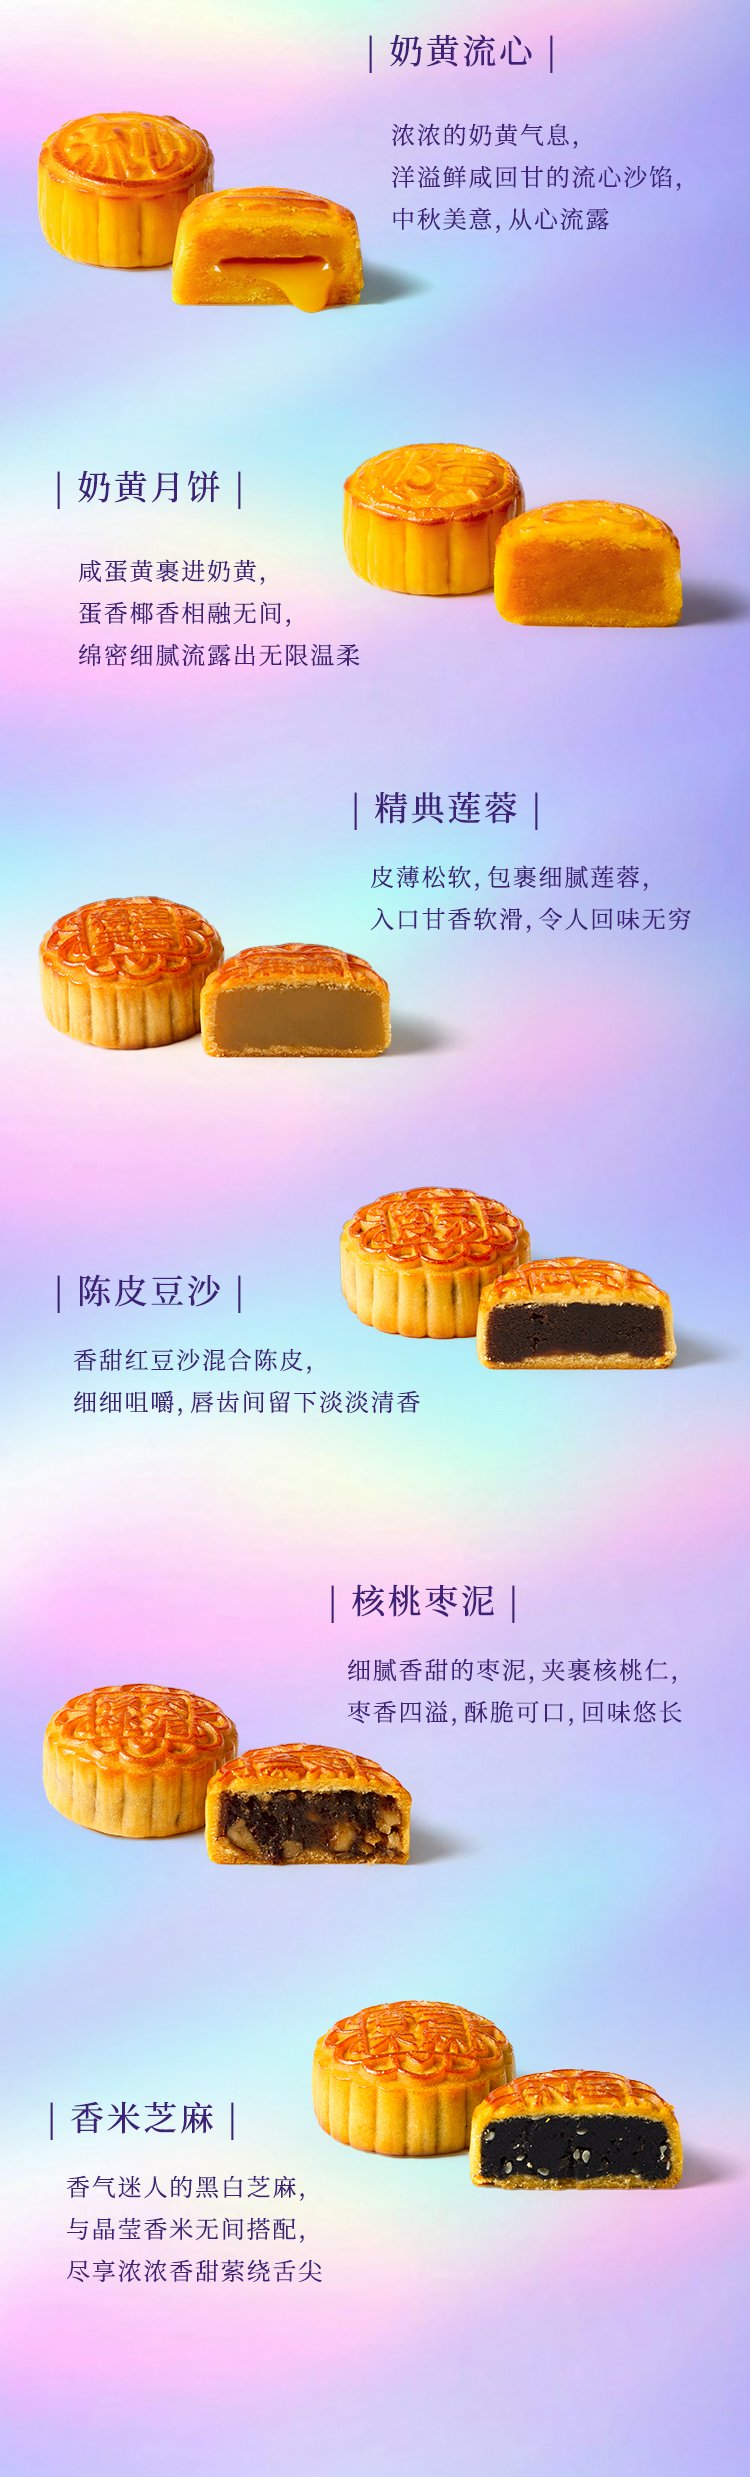 | 奶黄流心 |
浓浓的奶黄气息,
洋溢鲜咸回甘的流心沙馅,
中秋美意, 从心流露
| 奶黄月饼 |
咸蛋黄裹进奶黄,
蛋香椰香相融无间,
绵密细腻流露出无限温柔
| 精典莲蓉 |
皮薄松软, 包裹细腻莲蓉,
入口甘香软滑, 令人回味无穷
| 陈皮豆沙 |
香甜红豆沙混合陈皮,
细细咀嚼, 唇齿间留下淡淡清香
| 核桃枣泥 |
细腻香甜的枣泥, 夹裹核桃仁,
枣香四溢, 酥脆可口, 回味悠长
| 香米芝麻 |
香气迷人的黑白芝麻,
与晶莹香米无间搭配,
尽享浓浓香甜萦绕舌尖